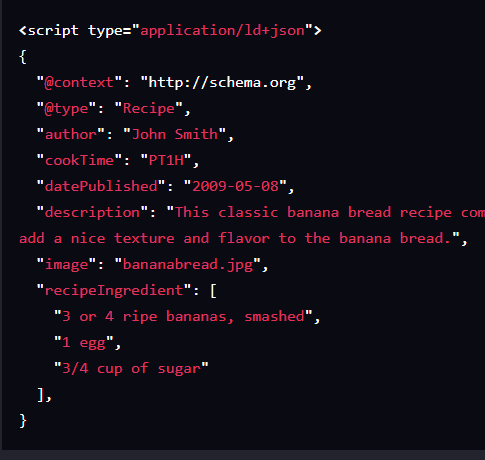 <script type="application/ld+json">
{
  "@context": "http://schema.org",
  "@type": "Recipe",
  "author": "John Smith",
  "cookTime": "PT1H",
  "datePublished": "2009-05-08",
  "description": "This classic banana bread recipe
add a nice texture and flavor to the banana bread.",
  "image": "bananabread.jpg",
  "recipeIngredient": [
    "3 or 4 ripe bananas, smashed",
    "1 egg",
    "3/4 cup of sugar"
  ],
}